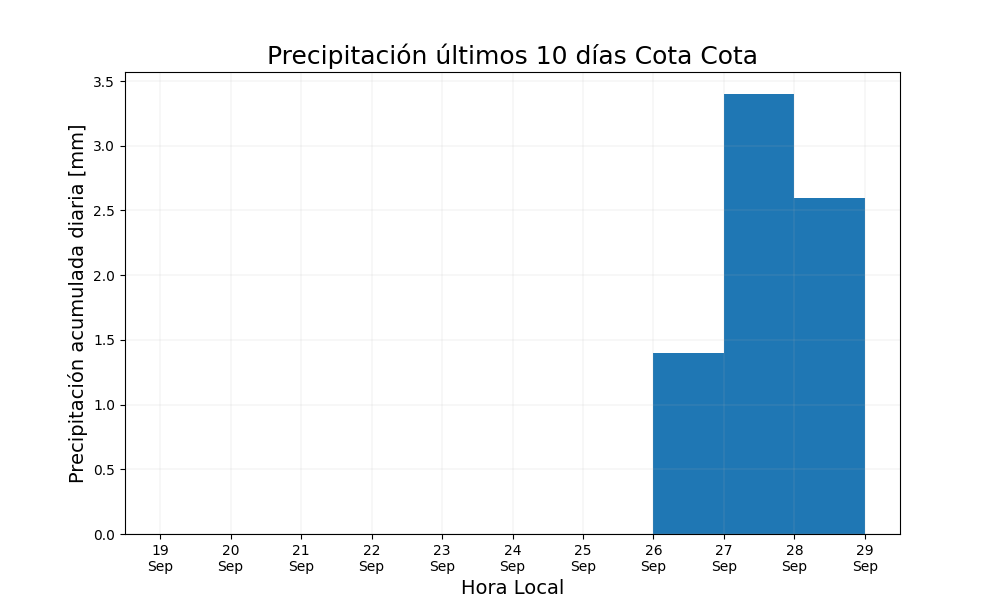 Precipitación últimos 10 días Cota Cota
Precipitación acumulada diaria [mm]
3.5
3.0
2.5
2.0
1.5
1.0
0.5
0.0
19 20 21 22 23 24 25 26 27 28 29
Sep Sep Sep Sep Sep Sep Sep Sep Sep Sep Sep
Hora Local